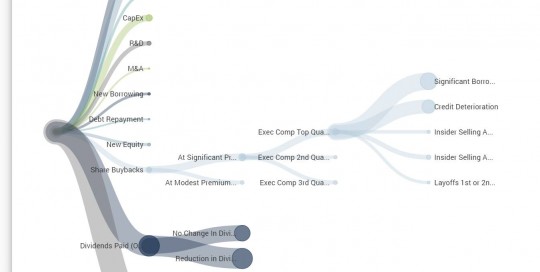 CapEx
R&D
M&A
New Borrowing
Debt Repayment
New Equity
Share Buybacks
At Significant Pr...
At Modest Premium...
Exec Comp Top Qua...
Exec Comp 2nd Qua...
Exec Comp 3rd Qua...
Significant Borro...
Credit Deterioration
Insider Selling A...
Insider Selling A...
Layoffs 1st or 2n...
Dividends Paid (O...
No Change In Divi...
Reduction in Divi...